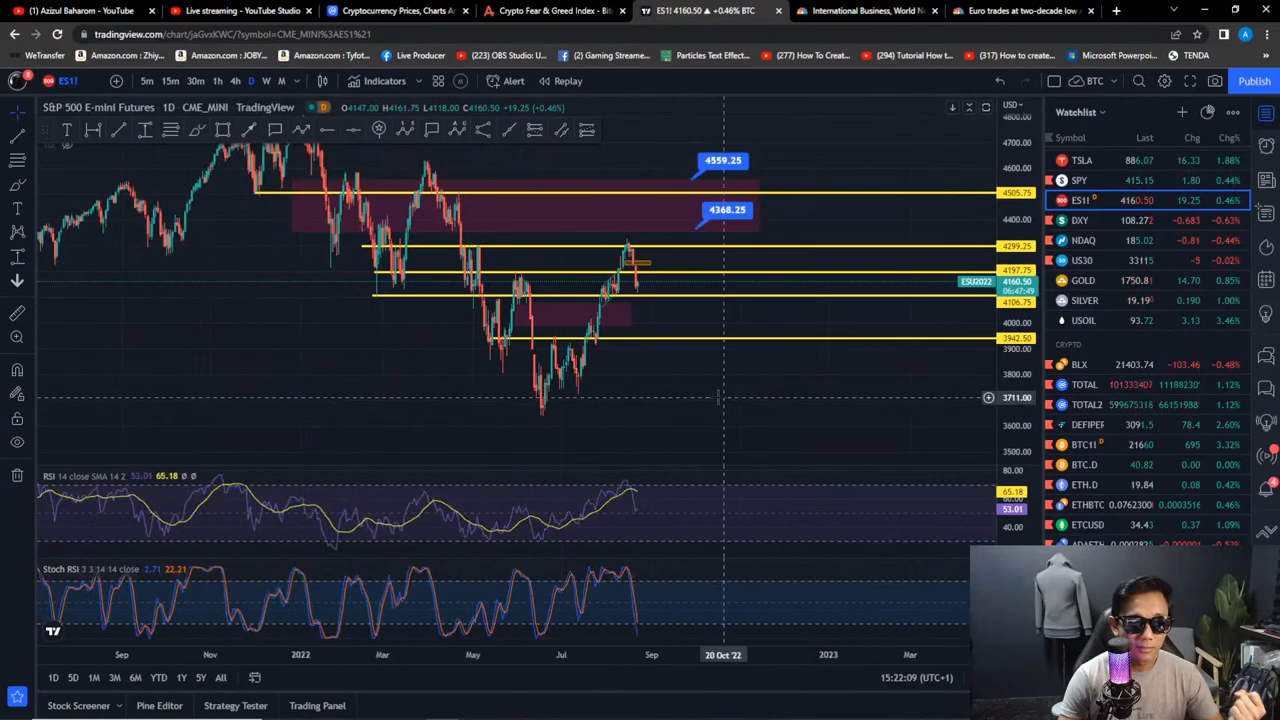 Azizul Baharom - YouTube
Live streaming - YouTube Studio
Cryptocurrency Prices, Charts A
Crypto Fear & Greed Index - Bitc
ES1! 4160.50 ▲ +0.46% BTC
International Business, World N
Euro trades at two-decade low
tradingview.com/chart/jaGvxKWC/?symbol=CME_MINI%3AES1%21
WeTransfer
Amazon.com : Zhiy...
Amazon.com: JOBY...
Amazon.com: Tyfot...
Live Producer
(223) OBS Studio: U...
(2) Gaming Streame...
Particles Text Effect...
(277) How To Creat...
(294) Tutorial How t...
(317) How to create...
Microsoft Powerpoi...
TENDA
8
ES1!
5m 15m 30m 1h 4h D W M
Indicators
Alert
Replay
BTC
Publish
S&P 500 E-mini Futures 1D CME_MINI TradingView
D
O4147.00 H4161.75 L4118.00 C4160.50 +19.25 (+0.46%)
USD
Watchlist
Symbol Last Chg Chg%
TSLA 886.07 16.33 1.88%
SPY 415.15 1.80 0.44%
ES1! D 4160.50 19.25 0.46%
DXY 108.272 -0.683 -0.63%
NDAQ 185.02 -0.81 -0.44%
US30 33115 -5 -0.02%
GOLD 1750.81 14.70 0.85%
SILVER 19.19 0.190 1.00%
USOIL 93.72 3.13 3.46%
CRYPTO
BLX 21403.74 -103.46 -0.48%
TOTAL 101333407 11188230 1.12%
TOTAL2 599675318 66151988 1.12%
DEFIPER 3091.5 78.4 2.60%
BTC1! D 21660 695 3.32%
BTC.D 40.82 0.00 0.00%
ETH.D 19.84 0.08 0.42%
ETHBTC 0.0762300 0.0003516 0.46%
ETCUSD 34.43 0.37 1.09%
4559.25
4368.25
4800.00
4600.00
4505.75
4400.00
4299.25
4197.75
ESU2022 4160.50
06:47:49
4106.75
4000.00
3942.50
3900.00
3800.00
3711.00
3600.00
3500.00
RSI 14 close SMA 14 2 53.01 65.18 ø ø
80.00
65.18
53.01
40.00
Stoch RSI 3 3 14 14 close 2.71 22.21
Sep Nov 2022 Mar May Jul Sep 20 Oct '22 2023 Mar
1D 5D 1M 3M 6M YTD 1Y 5Y All
15:22:09 (UTC+1)
Stock Screener
Pine Editor
Strategy Tester
Trading Panel
4